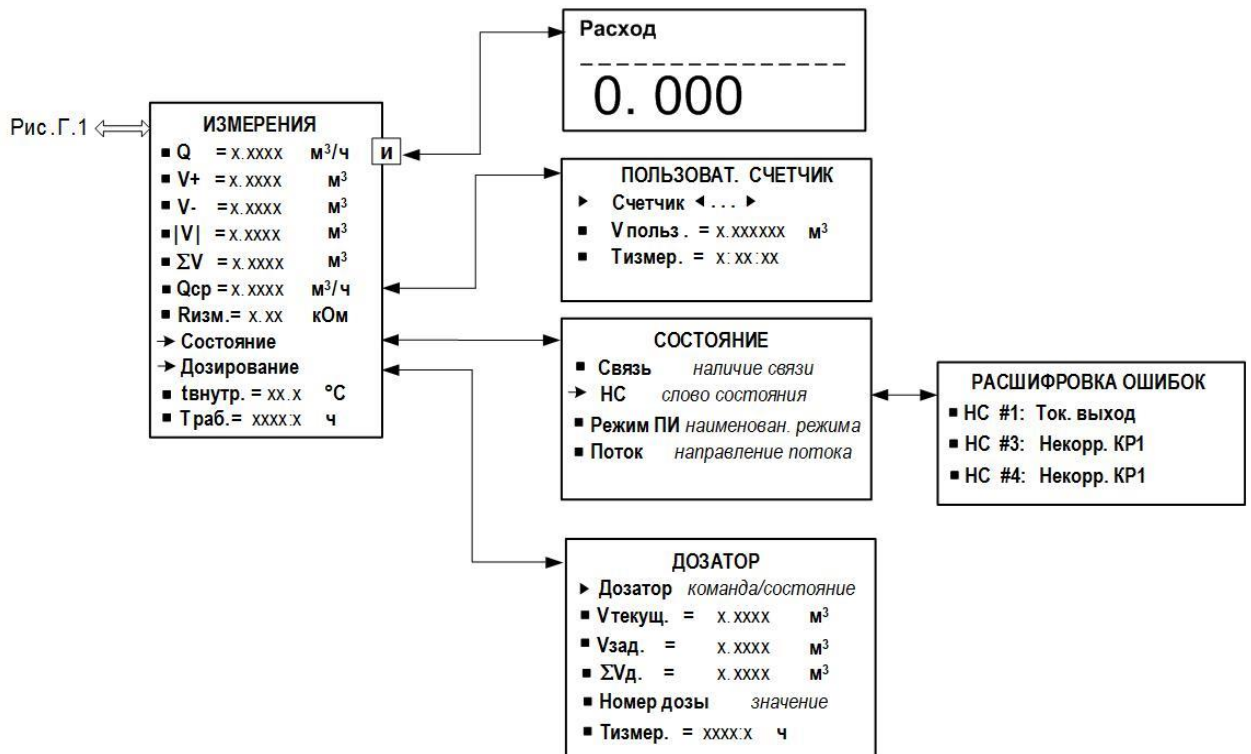 Рис.Г.1
ИЗМЕРЕНИЯ
Q = x.xxxx м³/ч
V+ = x.xxxx м³
V- = x.xxxx м³
|V| = x.xxxx м³
ΣV = x.xxxx м³
Qср = x.xxxx м³/ч
Rизм.= x.xx кОм
Состояние
Дозирование
tвнутр. = xx.x °C
Tраб.= xxxx:x ч
и
Расход
0.000
ПОЛЬЗОВАТ. СЧЕТЧИК
Счетчик ◄ . . . ►
V польз . = x.xxxxxx м³
Tизмер. = x: xx:xx
СОСТОЯНИЕ
Связь наличие связи
НС слово состояния
Режим ПИ наименован. режима
Поток направление потока
РАСШИФРОВКА ОШИБОК
НС #1: Ток. выход
НС #3: Некорр. КР1
НС #4: Некорр. КР1
ДОЗАТОР
Дозатор команда/состояние
Vтекущ. = x.xxxx м³
Vзад. = x.xxxx м³
ΣVд. = x.xxxx м³
Номер дозы значение
Тизмер. = xxxx:x ч